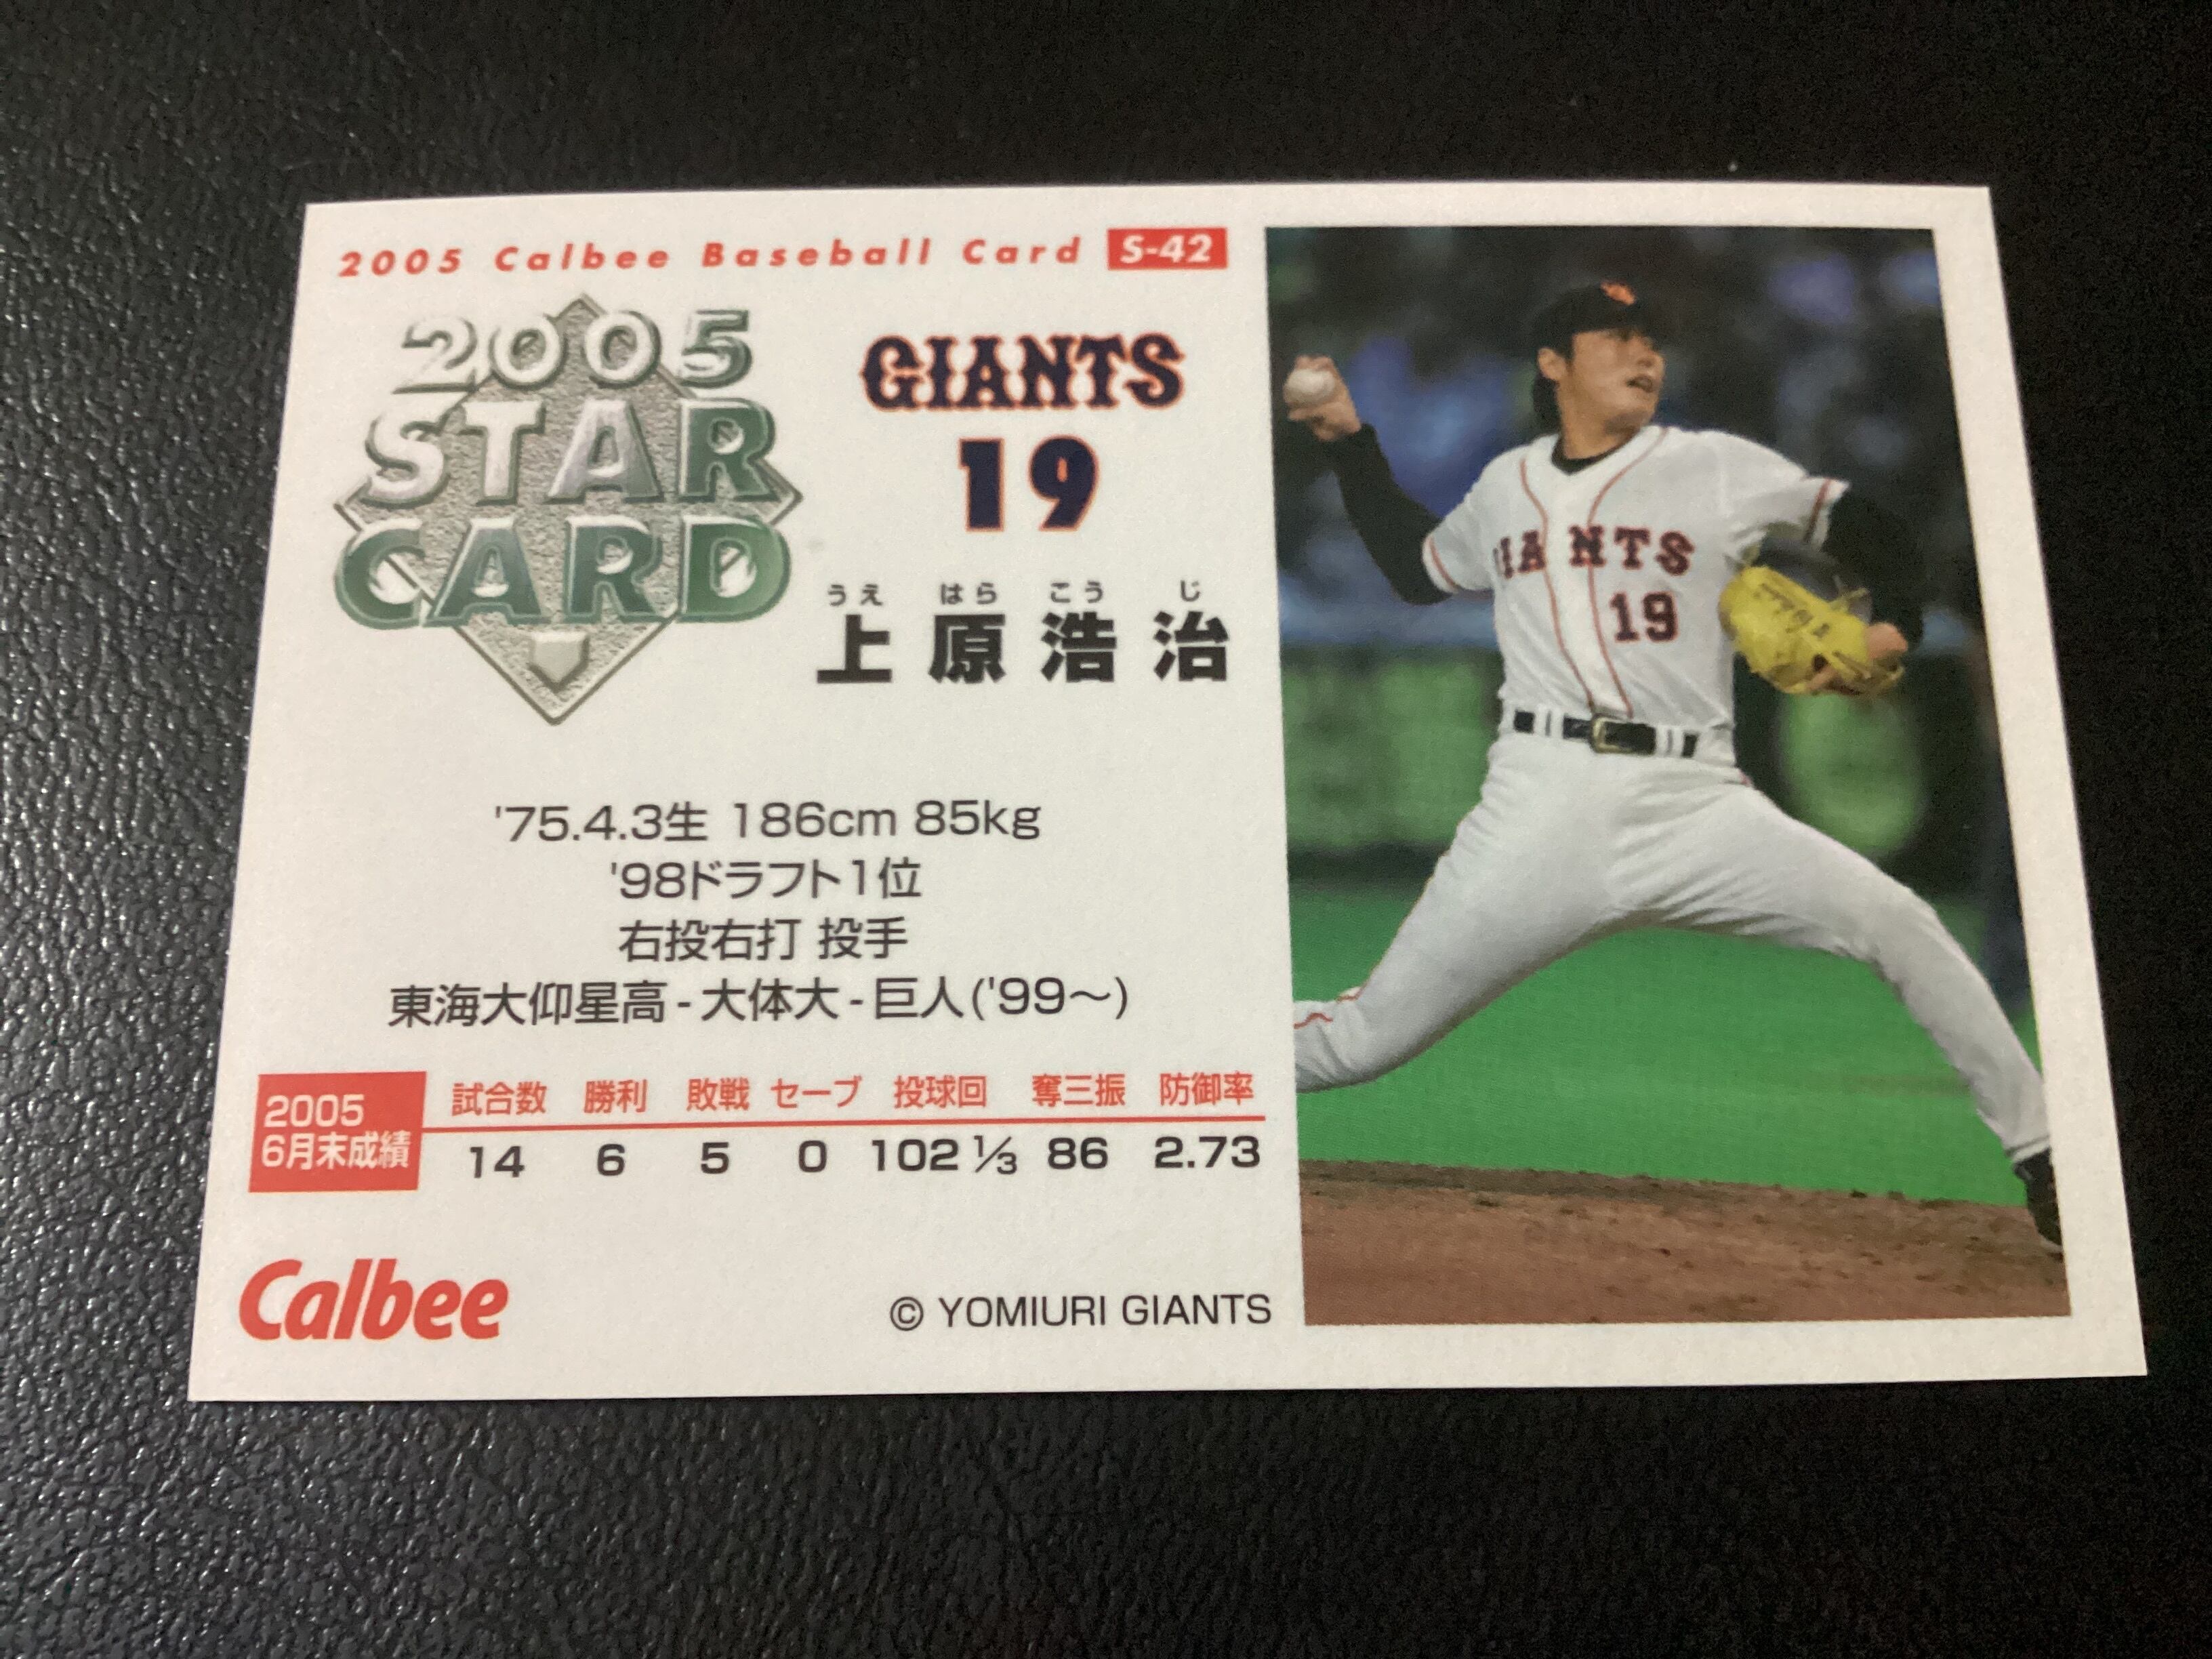 2005 Calbee Baseball Card S-42
2005
STAR
CARD
GIANTS
19
うえ はら こう じ
上原浩治
'75.4.3生 186cm 85kg
'98ドラフト1位
右投右打 投手
東海大仰星高-大体大-巨人('99〜)
2005
6月末成績
試合数 勝利 敗戦 セーブ 投球回 奪三振 防御率
14 6 5 0 102 1/3 86 2.73
Calbee
© YOMIURI GIANTS
IANTS
19